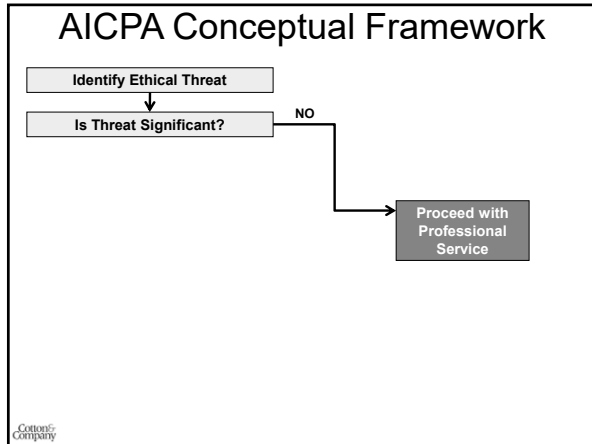 AICPA Conceptual Framework
Identify Ethical Threat
Is Threat Significant?
NO
Proceed with
Professional
Service
Cotton&
Company